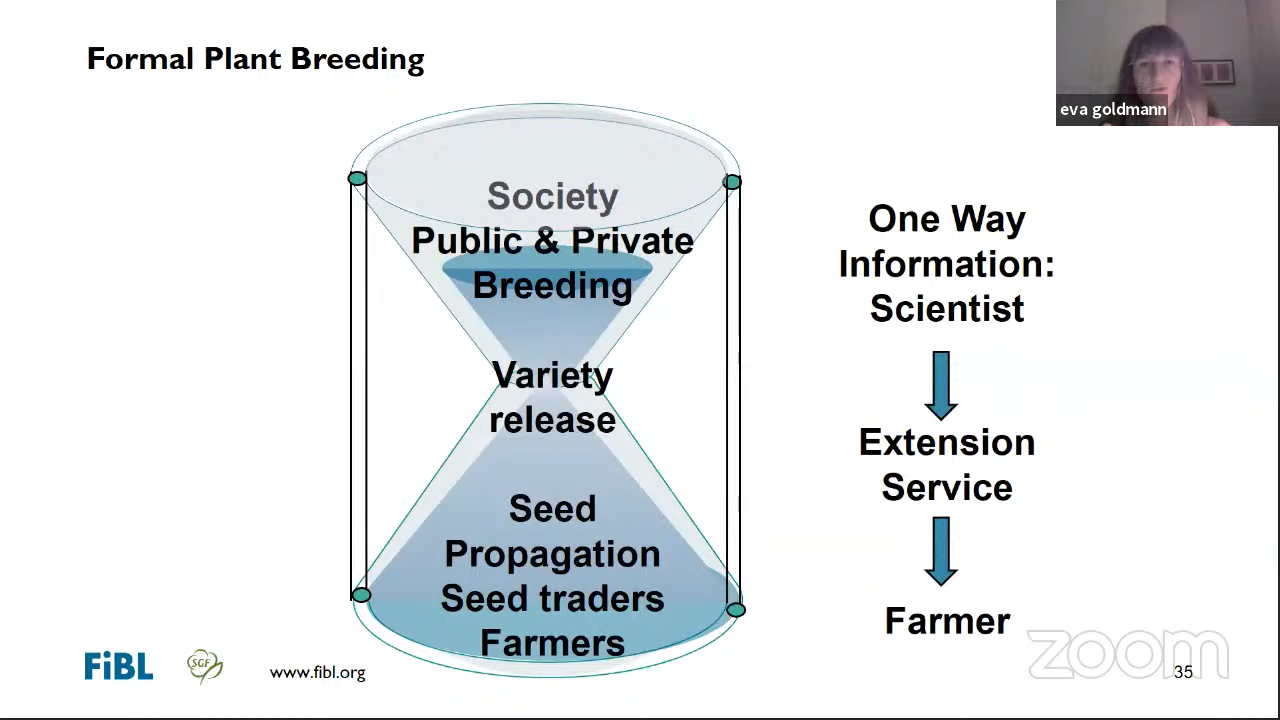 Formal Plant Breeding
eva goldmann
Society
Public & Private
Breeding
Variety
release
Seed
Propagation
Seed traders
Farmers
One Way
Information:
Scientist
Extension
Service
Farmer
FiBL
SGF
www.fibl.org
zoom
35